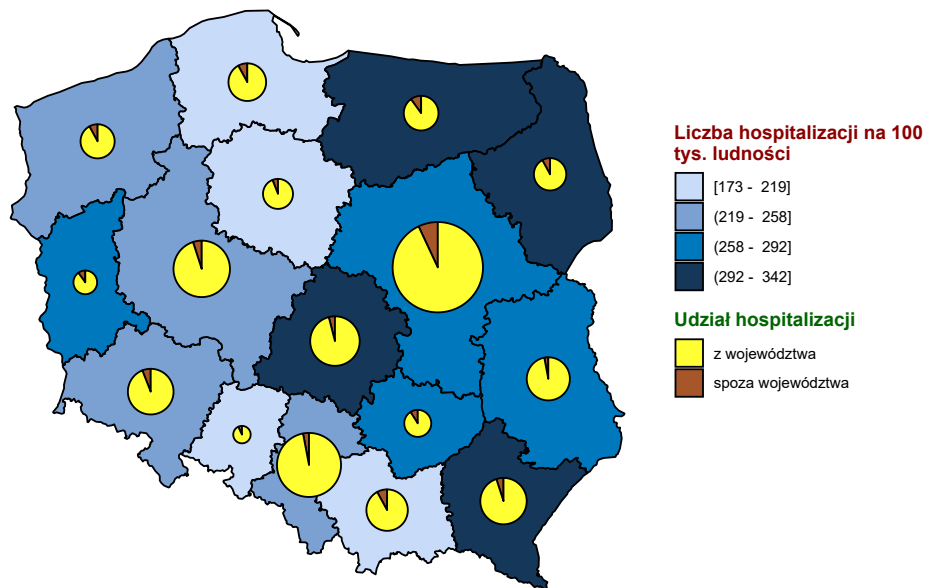 Liczba hospitalizacji na 100
tys. ludności
[173 - 219]
(219 - 258]
(258 - 292]
(292 - 342]
Udział hospitalizacji
z województwa
spoza województwa